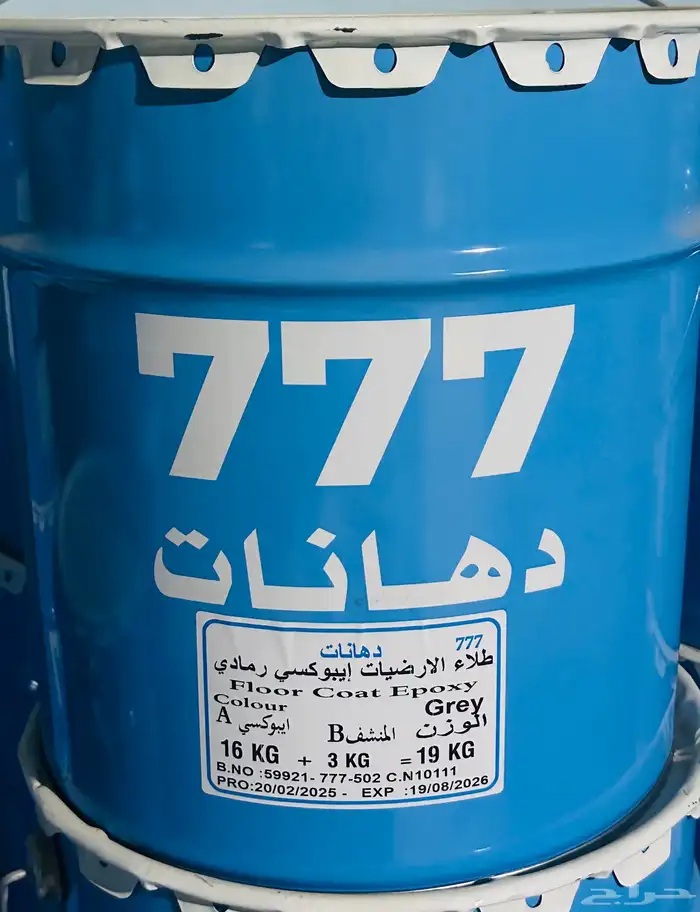 777
دهانات
دهانات 777
طلاء الارضيات إيبوكسي رمادي
Floor Coat Epoxy
Colour Grey
A إيبوكسي B المنشف الوزن
16 KG + 3 KG = 19 KG
B.NO :59921- 777-502 C.N10111
PRO:20/02/2025 - EXP :19/08/2026
حراج